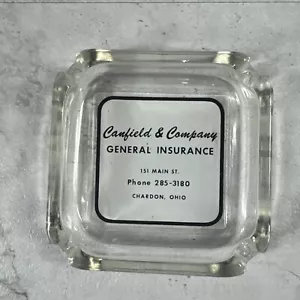 Canfield & Company
GENERAL INSURANCE
151 MAIN ST.
Phone 285-3180
CHARDON, OHIO